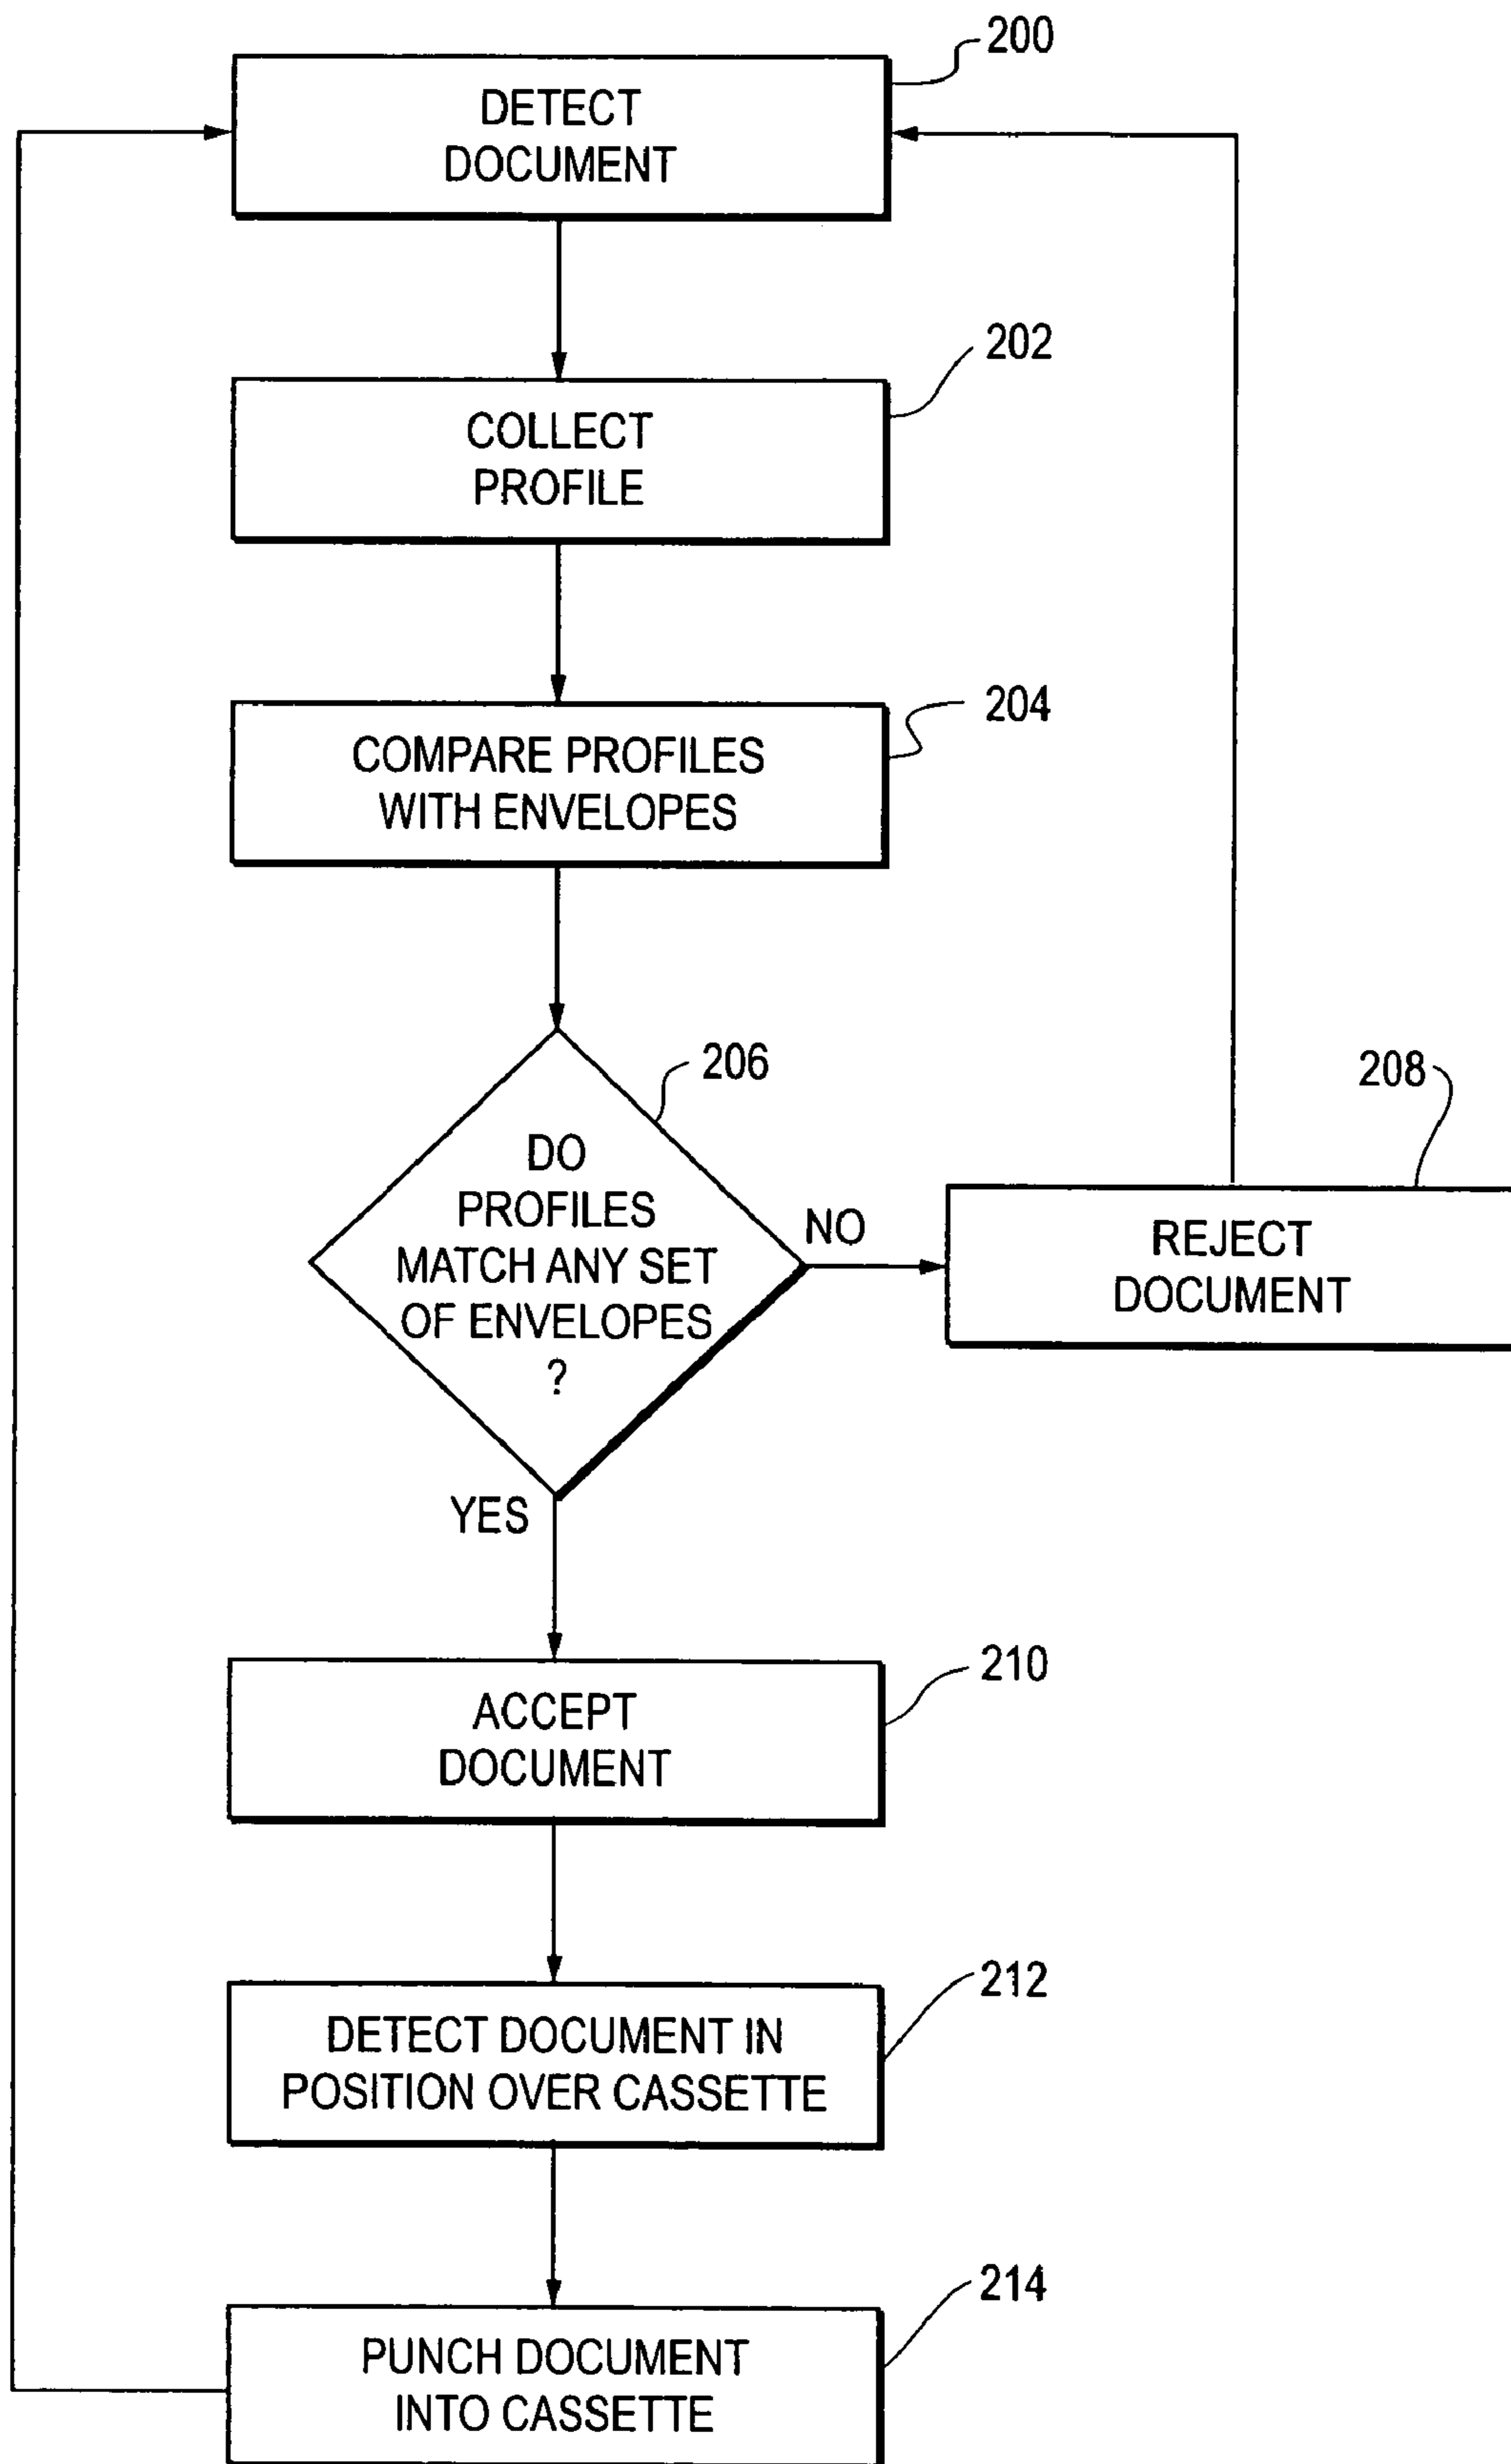 200
DETECT
DOCUMENT
202
COLLECT
PROFILE
204
COMPARE PROFILES
WITH ENVELOPES
206
DO
PROFILES
MATCH ANY SET
OF ENVELOPES
?
NO
208
REJECT
DOCUMENT
YES
210
ACCEPT
DOCUMENT
212
DETECT DOCUMENT IN
POSITION OVER CASSETTE
214
PUNCH DOCUMENT
INTO CASSETTE